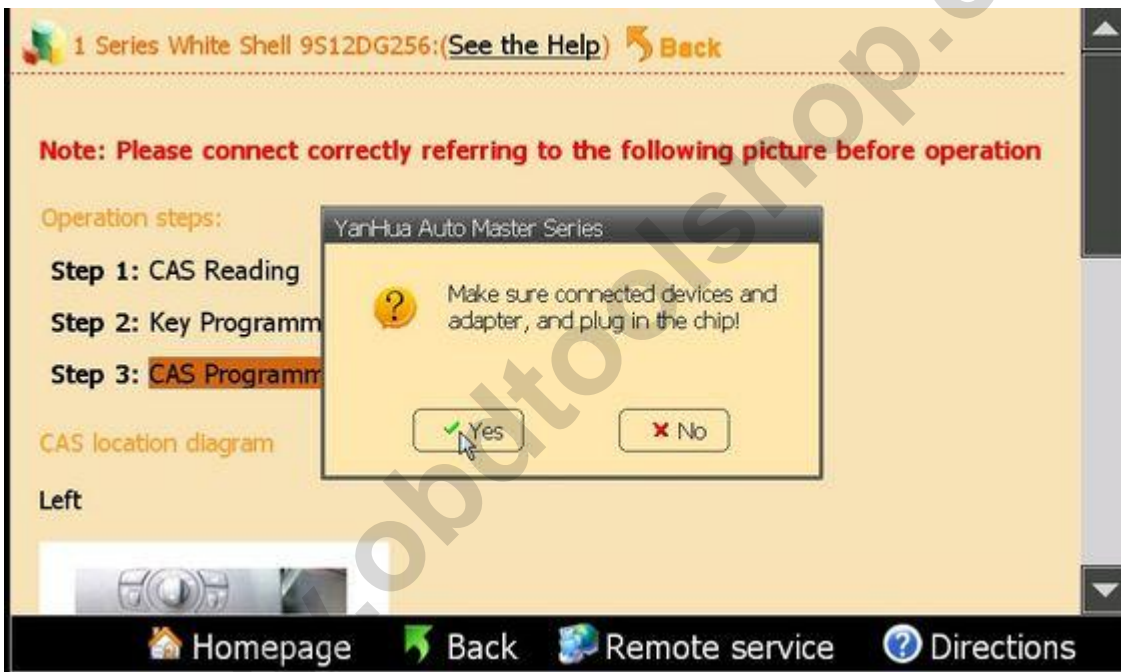 1 Series White Shell 9S12DG256:(See the Help) Back
Note: Please connect correctly referring to the following picture before operation
Operation steps:
YanHua Auto Master Series
Step 1: CAS Reading
Make sure connected devices and
adapter, and plug in the chip!
Step 2: Key Programm
Step 3: CAS Programm
Yes
No
CAS location diagram
Left
Homepage Back Remote service Directions
.obdtoolshop.c